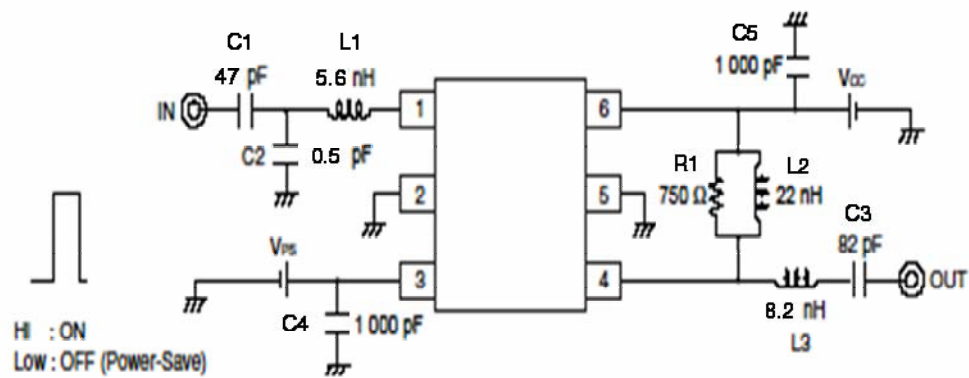 C1
47 pF
L1
5.6 nH
IN
C2
0.5 pF
1
2
3
6
5
4
C5
1 000 pF
Vcc
R1
750 Ω
L2
22 nH
C3
82 pF
OUT
8.2 nH
L3
VPS
C4
1 000 pF
HI : ON
Low : OFF (Power-Save)